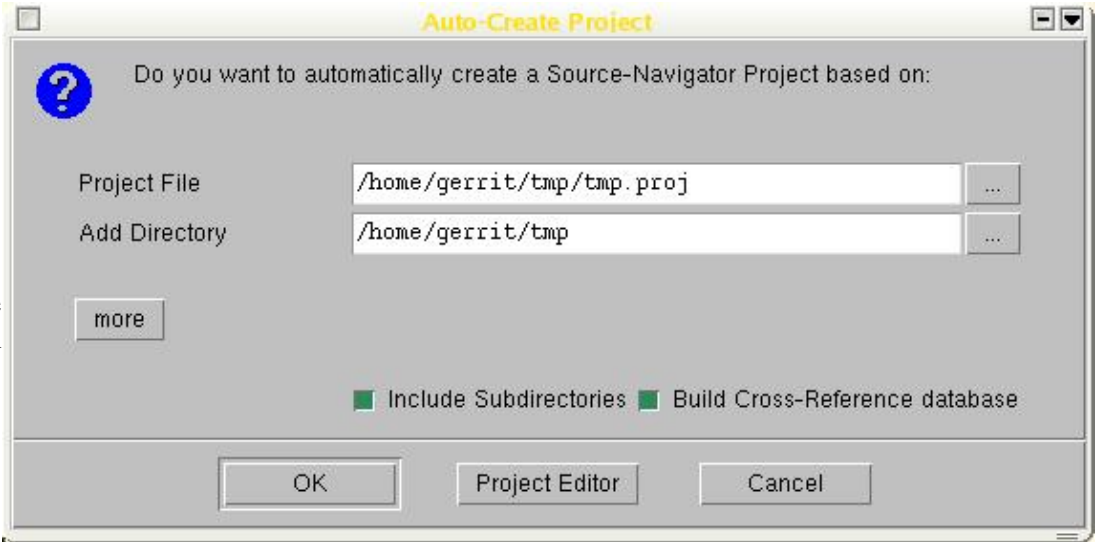 Auto-Create Project
Do you want to automatically create a Source-Navigator Project based on:
Project File /home/gerrit/tmp/tmp.proj ...
Add Directory /home/gerrit/tmp ...
more
Include Subdirectories Build Cross-Reference database
OK Project Editor Cancel